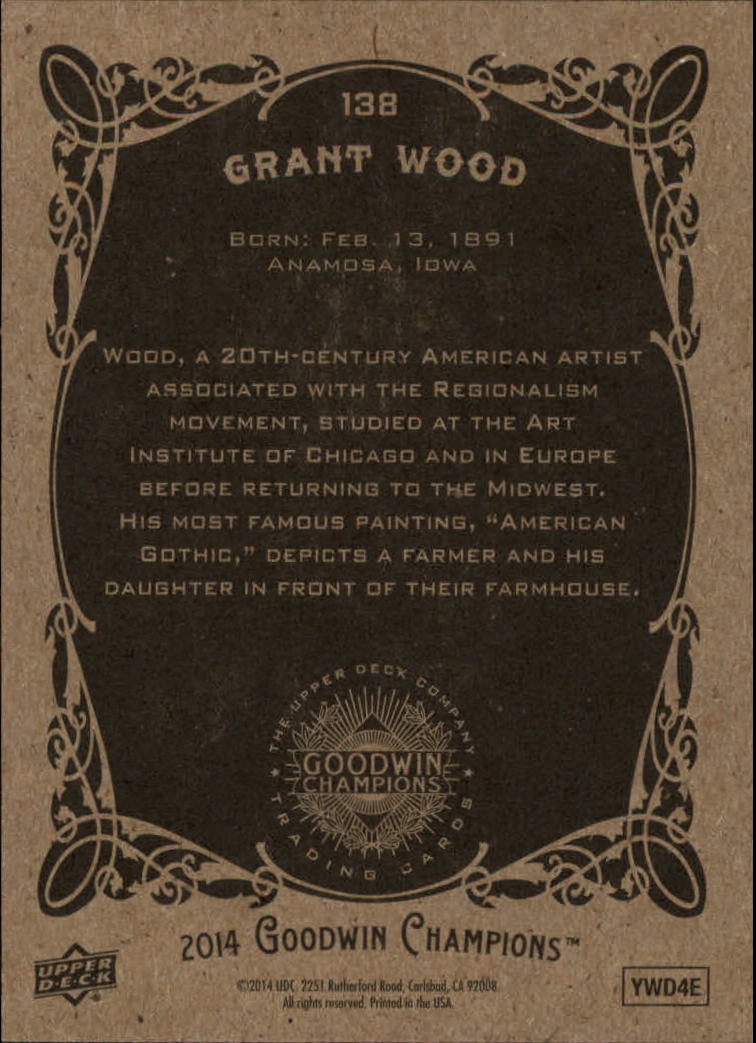 138
GRANT WOOD
BORN: FEB. 13, 1891
ANAMOSA, IOWA
WOOD, A 20TH-CENTURY AMERICAN ARTIST
ASSOCIATED WITH THE REGIONALISM
MOVEMENT, STUDIED AT THE ART
INSTITUTE OF CHICAGO AND IN EUROPE
BEFORE RETURNING TO THE MIDWEST.
HIS MOST FAMOUS PAINTING, “AMERICAN
GOTHIC,” DEPICTS A FARMER AND HIS
DAUGHTER IN FRONT OF THEIR FARMHOUSE.
THE UPPER DECK COMPANY
GOODWIN
CHAMPIONS
★ TRADING CARDS ★
2014 GOODWIN CHAMPIONS™
UPPER
D·E·C·K
©2014 UDC. 2251 Rutherford Road, Carlsbad, CA 92008.
All rights reserved. Printed in the USA.
YWD4E